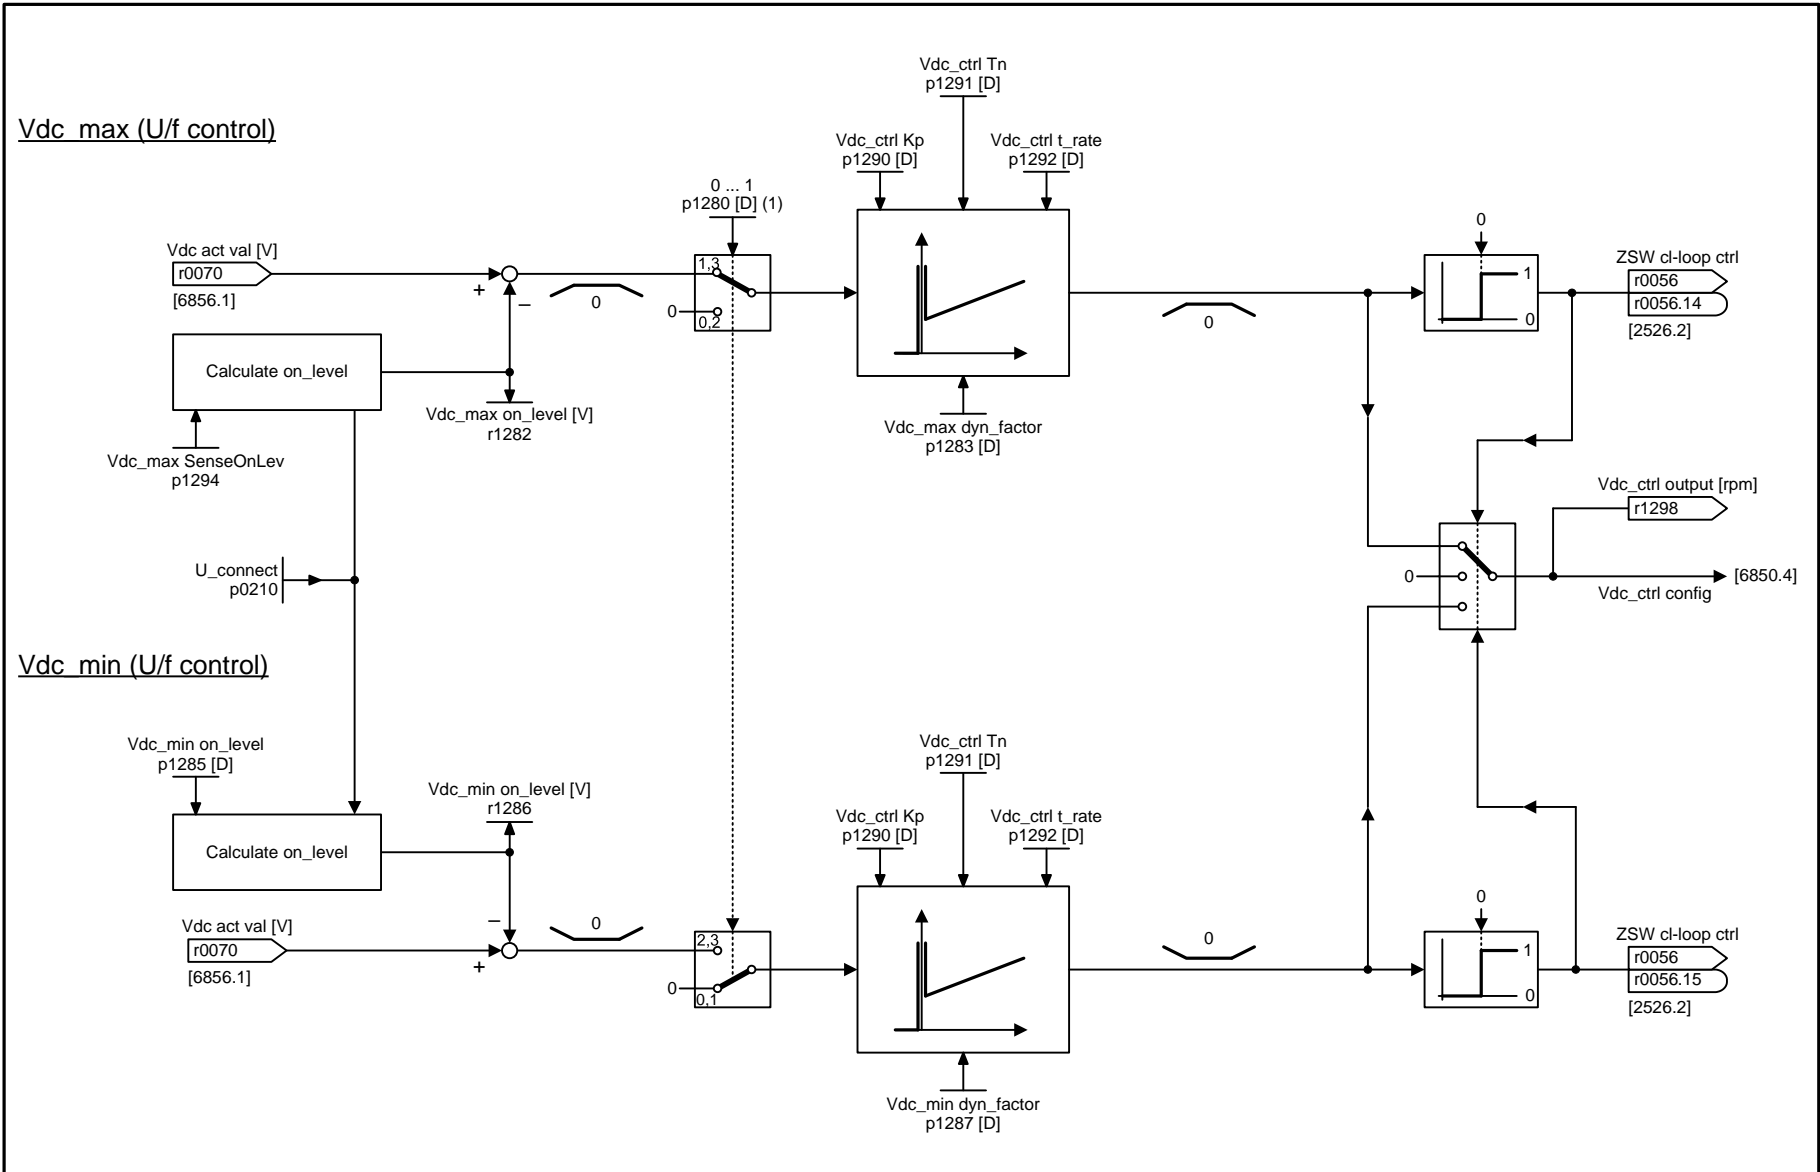 Vdc_max (U/f control)
Vdc_ctrl Tn
p1291 [D]
Vdc_ctrl Kp
p1290 [D]
Vdc_ctrl t_rate
p1292 [D]
0 ... 1
p1280 [D] (1)
Vdc act val [V]
r0070
[6856.1]
+
–
0
1,3
0
0,2
0
0
1
0
ZSW cl-loop ctrl
r0056
r0056.14
[2526.2]
Calculate on_level
Vdc_max on_level [V]
r1282
Vdc_max dyn_factor
p1283 [D]
Vdc_max SenseOnLev
p1294
Vdc_ctrl output [rpm]
r1298
U_connect
p0210
0
[6850.4]
Vdc_ctrl config
Vdc_min (U/f control)
Vdc_min on_level
p1285 [D]
Vdc_min on_level [V]
r1286
Vdc_ctrl Tn
p1291 [D]
Vdc_ctrl Kp
p1290 [D]
Vdc_ctrl t_rate
p1292 [D]
Calculate on_level
Vdc act val [V]
r0070
[6856.1]
–
+
0
2,3
0
0,1
0
0
1
0
ZSW cl-loop ctrl
r0056
r0056.15
[2526.2]
Vdc_min dyn_factor
p1287 [D]